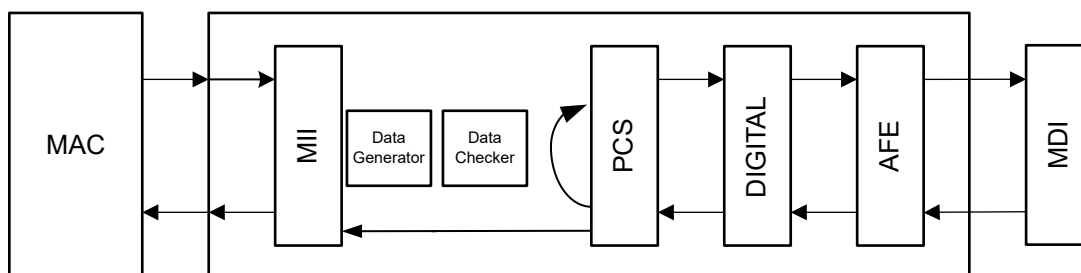 MAC
MII
Data
Generator
Data
Checker
PCS
DIGITAL
AFE
MDI